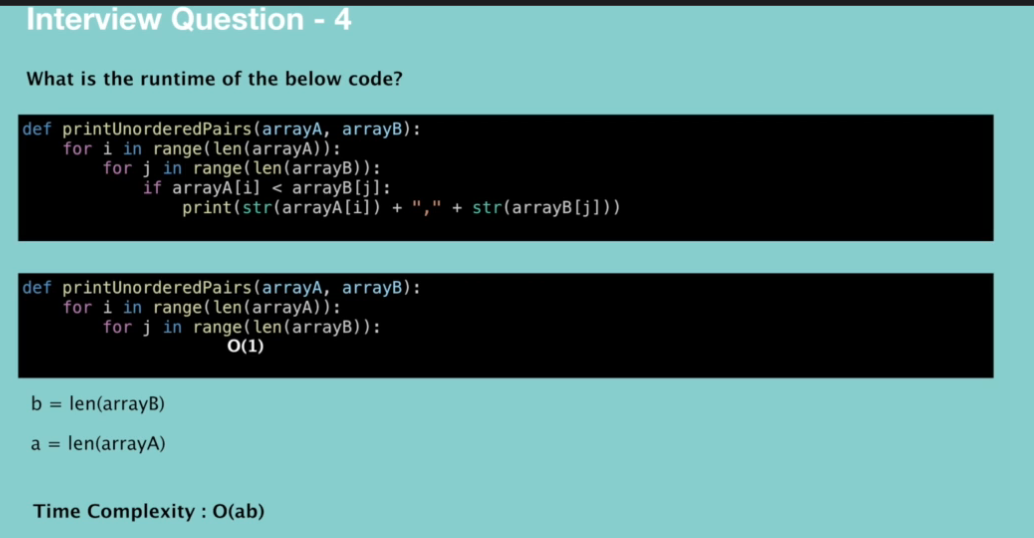 Interview Question - 4
What is the runtime of the below code?
def printUnorderedPairs(arrayA, arrayB):
    for i in range(len(arrayA)):
        for j in range(len(arrayB)):
            if arrayA[i] < arrayB[j]:
                print(str(arrayA[i]) + "," + str(arrayB[j]))
def printUnorderedPairs(arrayA, arrayB):
    for i in range(len(arrayA)):
        for j in range(len(arrayB)):
                    O(1)
b = len(arrayB)
a = len(arrayA)
Time Complexity : O(ab)